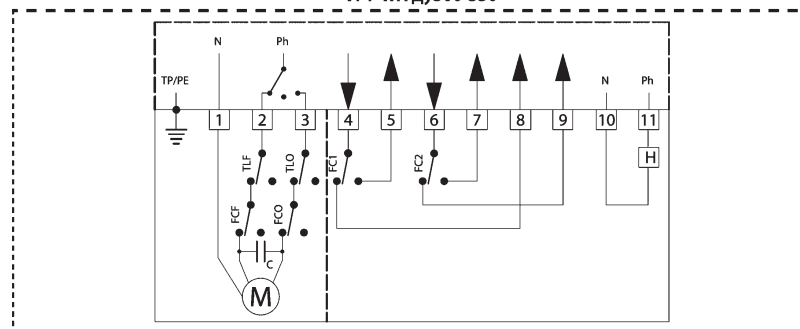 N Ph
TP/PE N Ph
1 2 3 4 5 6 7 8 9 10 11
TLF TLO FC1 FC2 H
FCF FCO
C
M